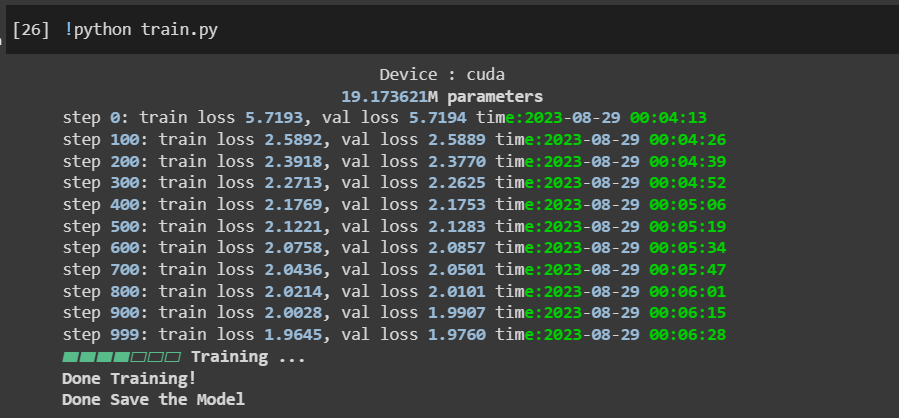 [26] !python train.py
Device : cuda
19.173621M parameters
step 0: train loss 5.7193, val loss 5.7194 time:2023-08-29 00:04:13
step 100: train loss 2.5892, val loss 2.5889 time:2023-08-29 00:04:26
step 200: train loss 2.3918, val loss 2.3770 time:2023-08-29 00:04:39
step 300: train loss 2.2713, val loss 2.2625 time:2023-08-29 00:04:52
step 400: train loss 2.1769, val loss 2.1753 time:2023-08-29 00:05:06
step 500: train loss 2.1221, val loss 2.1283 time:2023-08-29 00:05:19
step 600: train loss 2.0758, val loss 2.0857 time:2023-08-29 00:05:34
step 700: train loss 2.0436, val loss 2.0501 time:2023-08-29 00:05:47
step 800: train loss 2.0214, val loss 2.0101 time:2023-08-29 00:06:01
step 900: train loss 2.0028, val loss 1.9907 time:2023-08-29 00:06:15
step 999: train loss 1.9645, val loss 1.9760 time:2023-08-29 00:06:28
Training ...
Done Training!
Done Save the Model